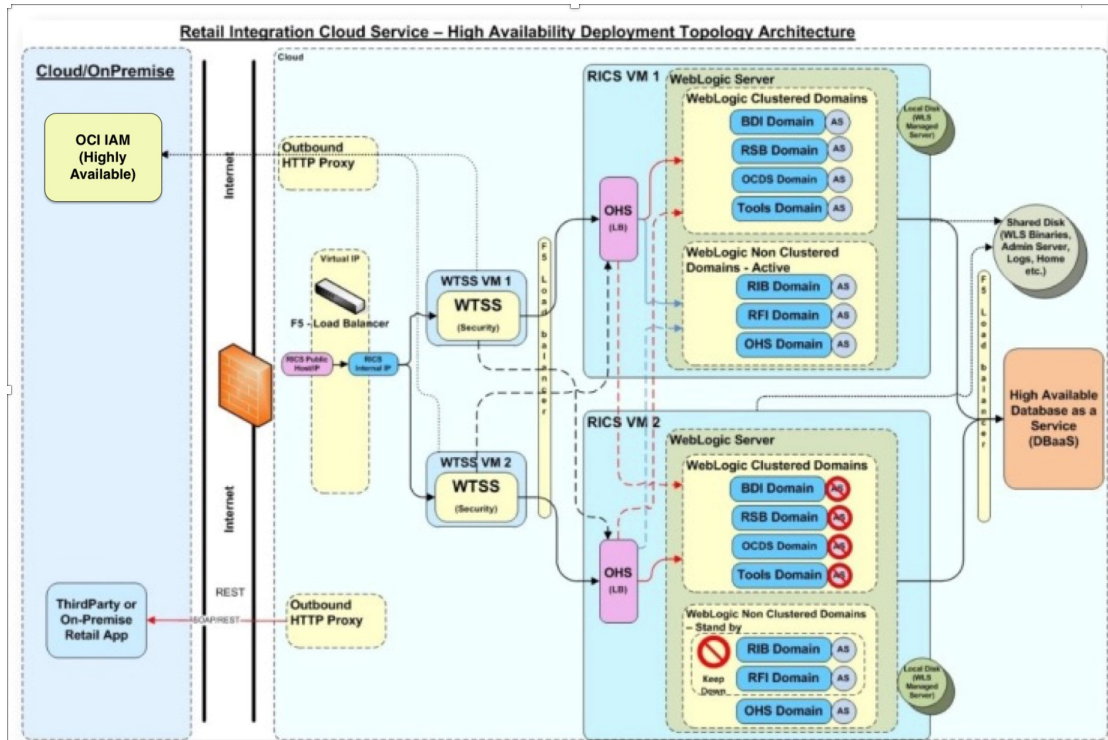 Retail Integration Cloud Service – High Availability Deployment Topology Architecture
Cloud/OnPremise
OCI IAM
(Highly
Available)
ThirdParty or
On-Premise
Retail App
Internet
Internet
REST
SOAP/REST
Cloud
Outbound
HTTP Proxy
Virtual IP
F5 - Load Balancer
RICS Public
Host/IP
RICS
Internal IP
Outbound
HTTP Proxy
WTSS VM 1
WTSS
(Security)
WTSS VM 2
WTSS
(Security)
F5 Load balancer
OHS
(LB)
OHS
(LB)
RICS VM 1
WebLogic Server
WebLogic Clustered Domains
BDI Domain AS
RSB Domain AS
OCDS Domain AS
Tools Domain AS
WebLogic Non Clustered
Domains - Active
RIB Domain AS
RFI Domain AS
OHS Domain AS
Local Disk
(WLS
Managed
Server)
RICS VM 2
WebLogic Server
WebLogic Clustered Domains
BDI Domain AS
RSB Domain AS
OCDS Domain AS
Tools Domain AS
WebLogic Non Clustered Domains
– Stand by
Keep
Down
RIB Domain AS
RFI Domain AS
OHS Domain AS
Local Disk
(WLS
Managed
Server)
Shared Disk
(WLS Binaries,
Admin Server,
Logs, Home
etc.)
F5 Load balancer
High Available
Database as a
Service
(DBaaS)